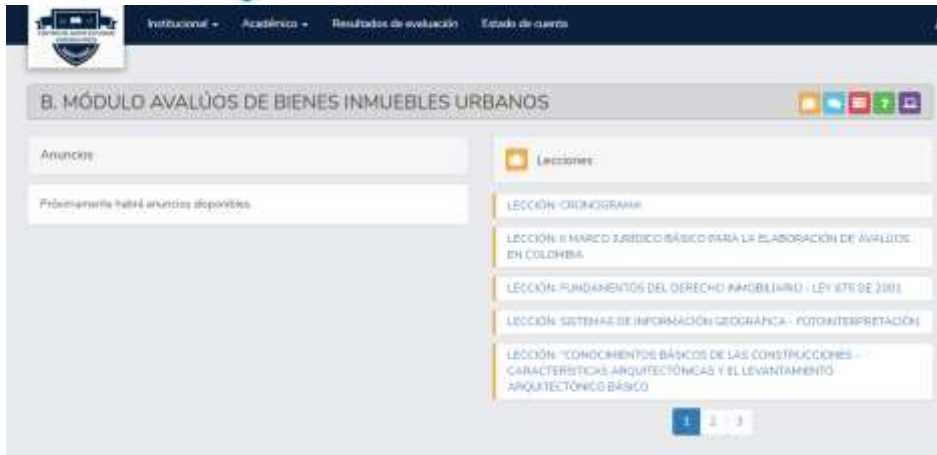 Institucional Académico Resultados de evaluación Estado de cuenta
B. MÓDULO AVALÚOS DE BIENES INMUEBLES URBANOS
Anuncios
Lecciones
Próximamente habrá anuncios disponibles.
LECCIÓN: CRONOGRAMA
LECCIÓN: II MARCO JURÍDICO BÁSICO PARA LA ELABORACIÓN DE AVALÚOS
EN COLOMBIA
LECCIÓN: FUNDAMENTOS DEL DERECHO INMOBILIARIO - LEY 675 DE 2001
LECCIÓN: SISTEMAS DE INFORMACIÓN GEOGRÁFICA - FOTOINTERPRETACIÓN
LECCIÓN: "CONOCIMIENTOS BÁSICOS DE LAS CONSTRUCCIONES -
CARACTERÍSTICAS ARQUITECTÓNICAS Y EL LEVANTAMIENTO
ARQUITECTÓNICO BÁSICO
1 2 3